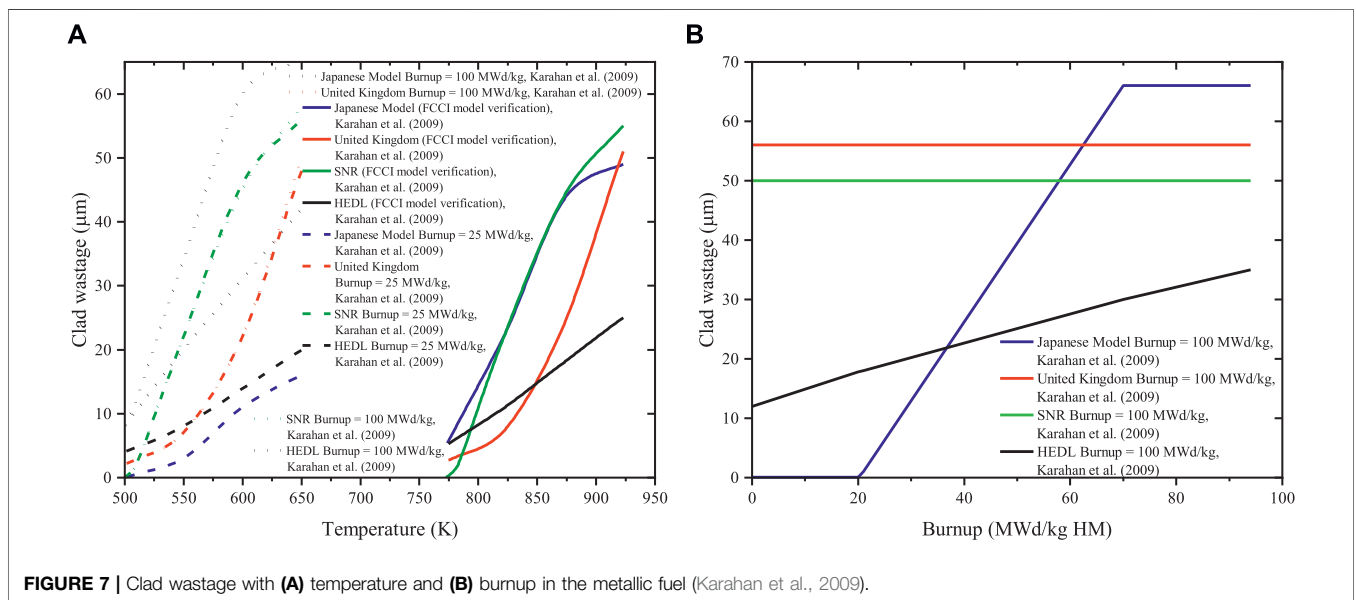 A
Clad wastage (μm)
60
50
40
30
20
10
0
Japanese Model Burnup = 100 MWd/kg, Karahan et al. (2009)
United Kingdom Burnup = 100 MWd/kg, Karahan et al. (2009)
Japanese Model (FCCI model verification),
Karahan et al. (2009)
United Kingdom (FCCI model verification),
Karahan et al. (2009)
SNR (FCCI model verification),
Karahan et al. (2009)
HEDL (FCCI model verification),
Karahan et al. (2009)
Japanese Model Burnup = 25 MWd/kg,
Karahan et al. (2009)
United Kingdom
Burnup = 25 MWd/kg,
Karahan et al. (2009)
SNR Burnup = 25 MWd/kg,
Karahan et al. (2009)
HEDL Burnup = 25 MWd/kg,
Karahan et al. (2009)
SNR Burnup = 100 MWd/kg,
Karahan et al. (2009)
HEDL Burnup = 100 MWd/kg,
Karahan et al. (2009)
500 550 600 650 700 750 800 850 900 950
Temperature (K)
B
Clad wastage (μm)
70
60
50
40
30
20
10
0
Japanese Model Burnup = 100 MWd/kg,
Karahan et al. (2009)
United Kingdom Burnup = 100 MWd/kg,
Karahan et al. (2009)
SNR Burnup = 100 MWd/kg,
Karahan et al. (2009)
HEDL Burnup = 100 MWd/kg,
Karahan et al. (2009)
0 20 40 60 80 100
Burnup (MWd/kg HM)
FIGURE 7 | Clad wastage with (A) temperature and (B) burnup in the metallic fuel (Karahan et al., 2009).